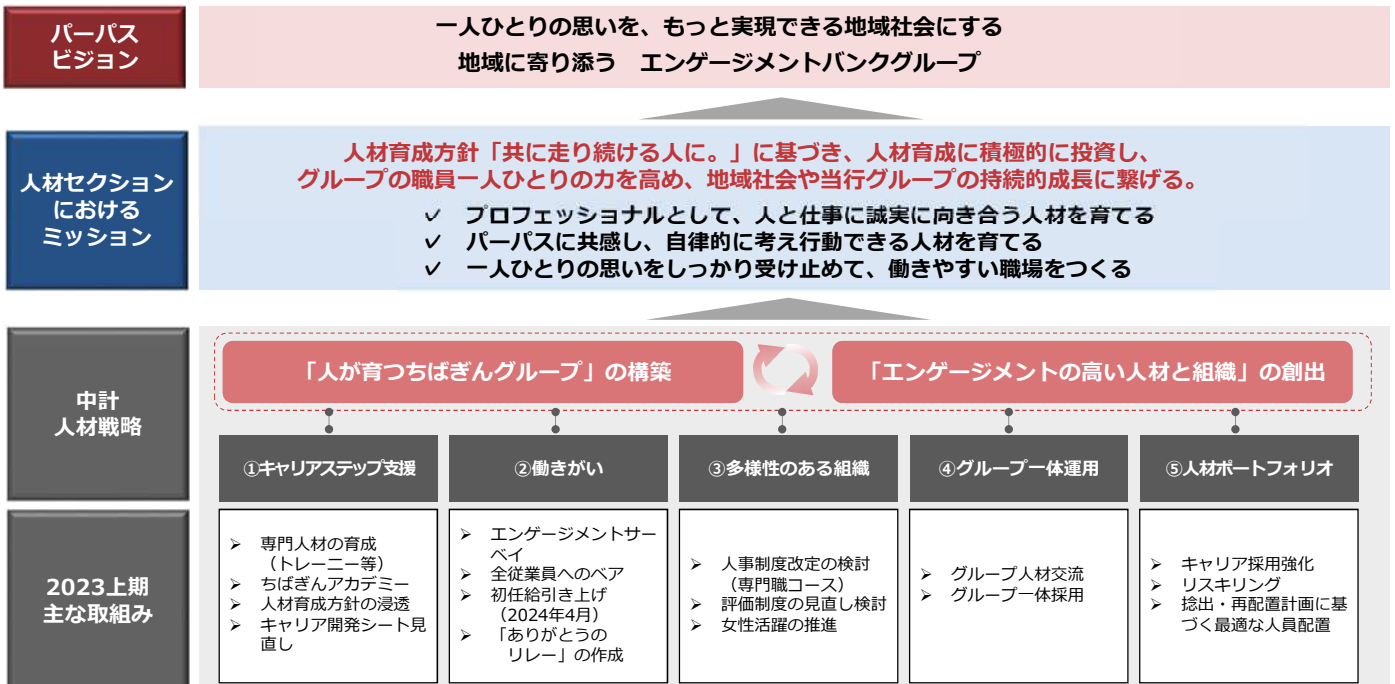 パーパス
ビジョン
一人ひとりの思いを、もっと実現できる地域社会にする
地域に寄り添う　エンゲージメントバンクグループ
人材セクション
における
ミッション
人材育成方針「共に走り続ける人に。」に基づき、人材育成に積極的に投資し、
グループの職員一人ひとりの力を高め、地域社会や当行グループの持続的成長に繋げる。
✓ プロフェッショナルとして、人と仕事に誠実に向き合う人材を育てる
✓ パーパスに共感し、自律的に考え行動できる人材を育てる
✓ 一人ひとりの思いをしっかり受け止めて、働きやすい職場をつくる
中計
人材戦略
「人が育つちばぎんグループ」の構築
「エンゲージメントの高い人材と組織」の創出
①キャリアステップ支援
②働きがい
③多様性のある組織
④グループ一体運用
⑤人材ポートフォリオ
2023上期
主な取組み
➢ 専門人材の育成
（トレーニー等）
➢ ちばぎんアカデミー
➢ 人材育成方針の浸透
➢ キャリア開発シート見
直し
➢ エンゲージメントサー
ベイ
➢ 全従業員へのベア
➢ 初任給引き上げ
（2024年4月）
➢ 「ありがとうの
リレー」の作成
➢ 人事制度改定の検討
（専門職コース）
➢ 評価制度の見直し検討
➢ 女性活躍の推進
➢ グループ人材交流
➢ グループ一体採用
➢ キャリア採用強化
➢ リスキリング
➢ 捻出・再配置計画に基
づく最適な人員配置